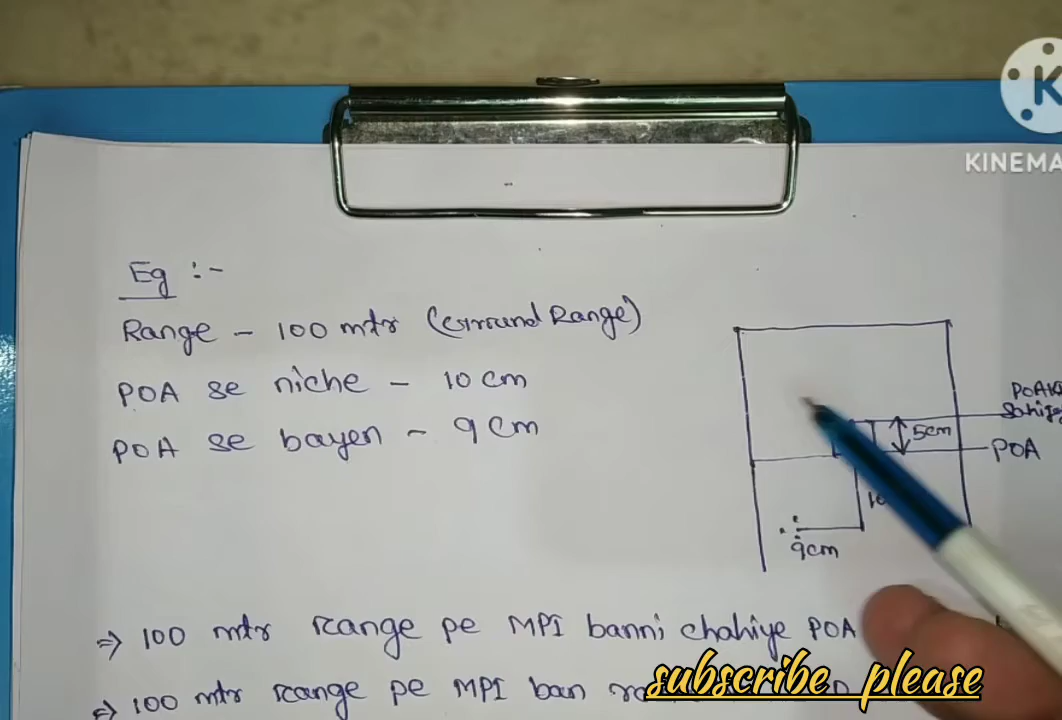 KINEMA
Eg :-
Range - 100 mtr (Ground Range)
POA se niche - 10 cm
POA se bayen - 9 cm
5cm
POA
9cm
⇒ 100 mtr range pe MPI banni chahiye POA
⇒ 100 mtr range pe MPI ban
subscribe please